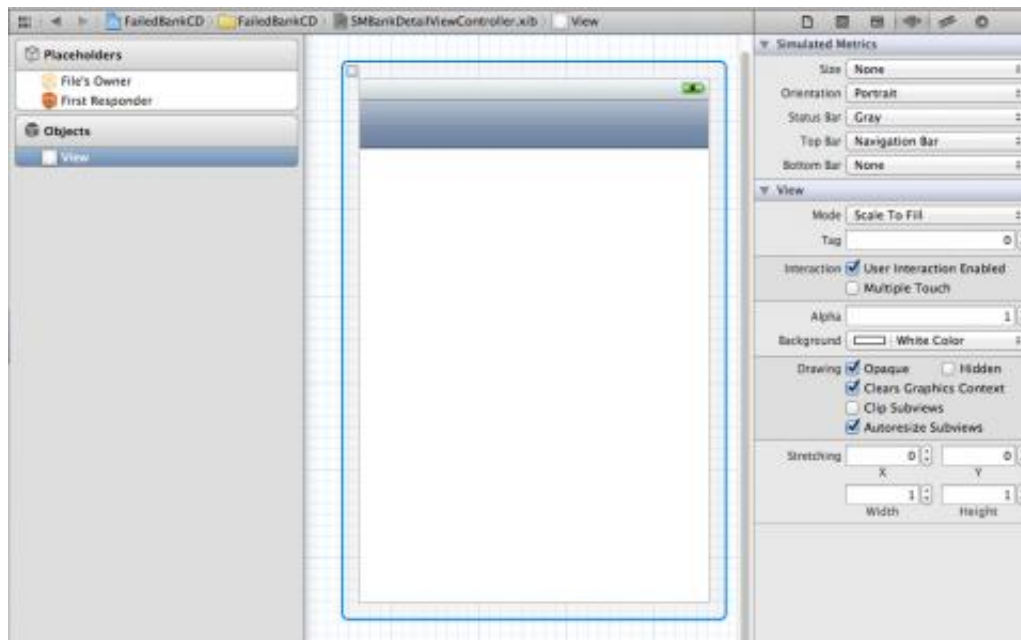 FailedBankCD FailedBankCD SMBankDetailViewController.xib View
Placeholders
File's Owner
First Responder
Objects
View
Simulated Metrics
Size None
Orientation Portrait
Status Bar Gray
Top Bar Navigation Bar
Bottom Bar None
View
Mode Scale To Fill
Tag 0
Interaction User Interaction Enabled
Multiple Touch
Alpha 1
Background White Color
Drawing Opaque Hidden
Clears Graphics Context
Clip Subviews
Autoresize Subviews
Stretching 0 0
X Y
1 1
Width Height